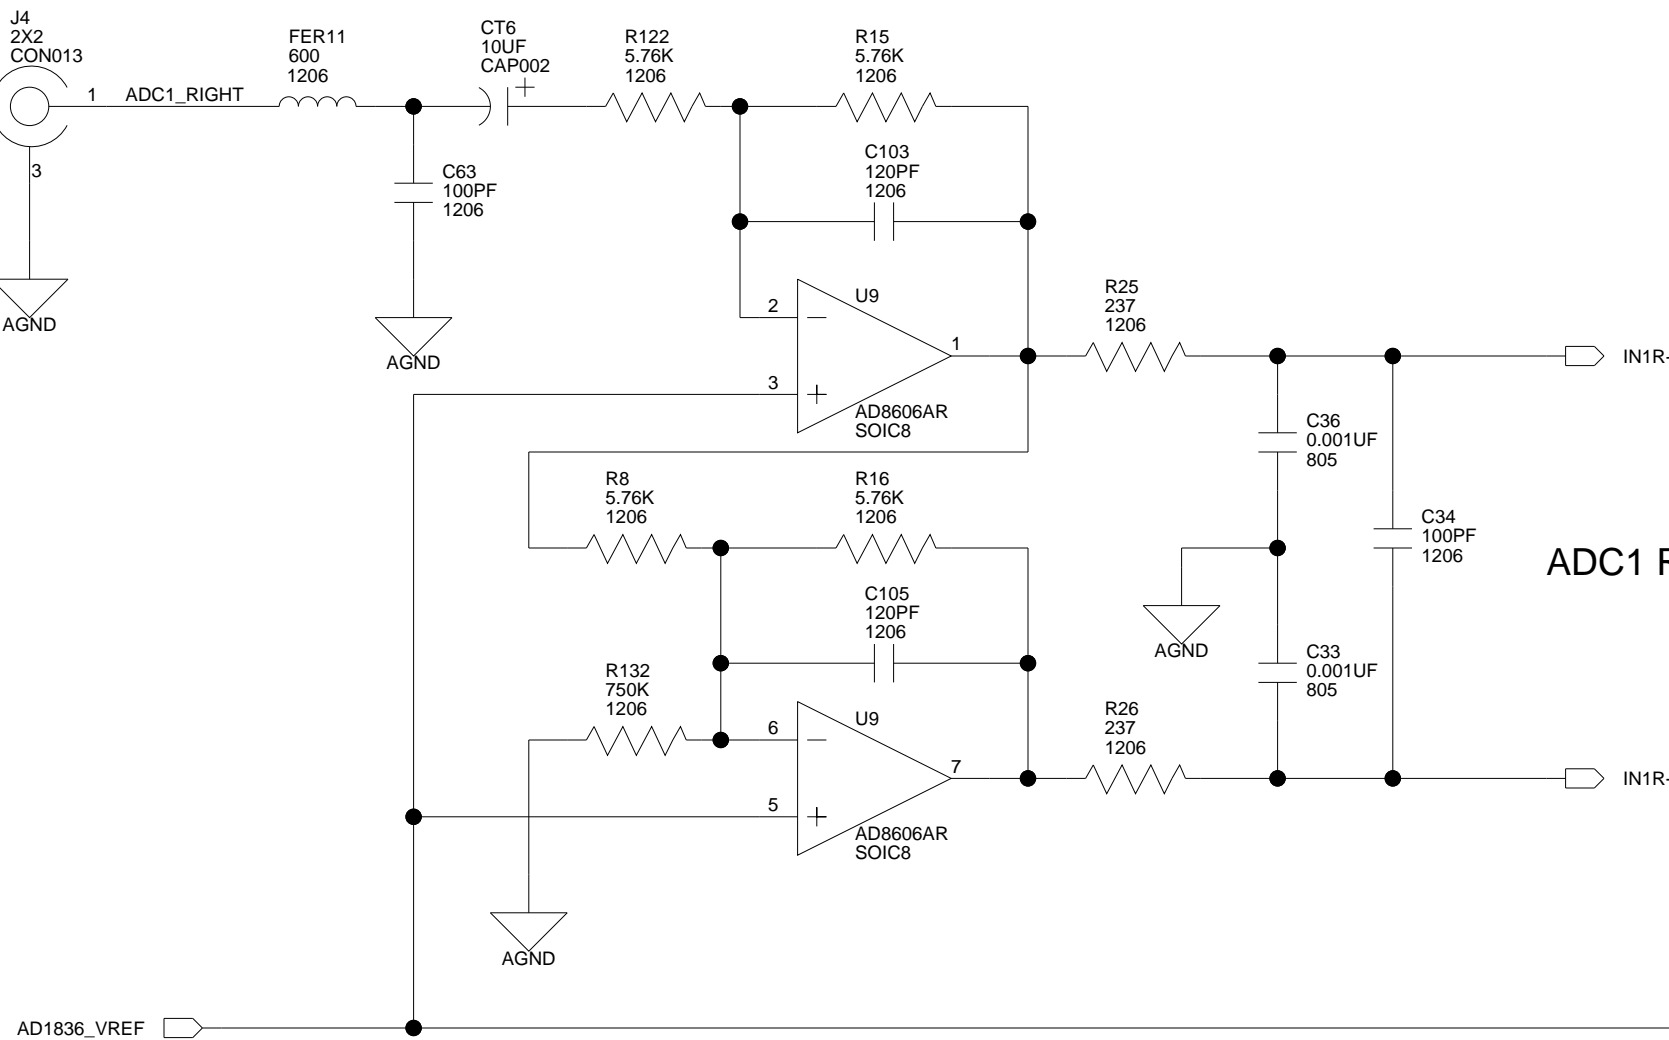 J4
2X2
CON013
1
ADC1_RIGHT
3
AGND
FER11
600
1206
CT6
10UF
CAP002
+
R122
5.76K
1206
R15
5.76K
1206
C63
100PF
1206
AGND
C103
120PF
1206
2
3
U9
1
AD8606AR
SOIC8
R25
237
1206
IN1R-
C36
0.001UF
805
C34
100PF
1206
R8
5.76K
1206
R16
5.76K
1206
ADC1 R
C105
120PF
1206
AGND
C33
0.001UF
805
R132
750K
1206
6
5
U9
7
AD8606AR
SOIC8
R26
237
1206
IN1R-
AGND
AD1836_VREF